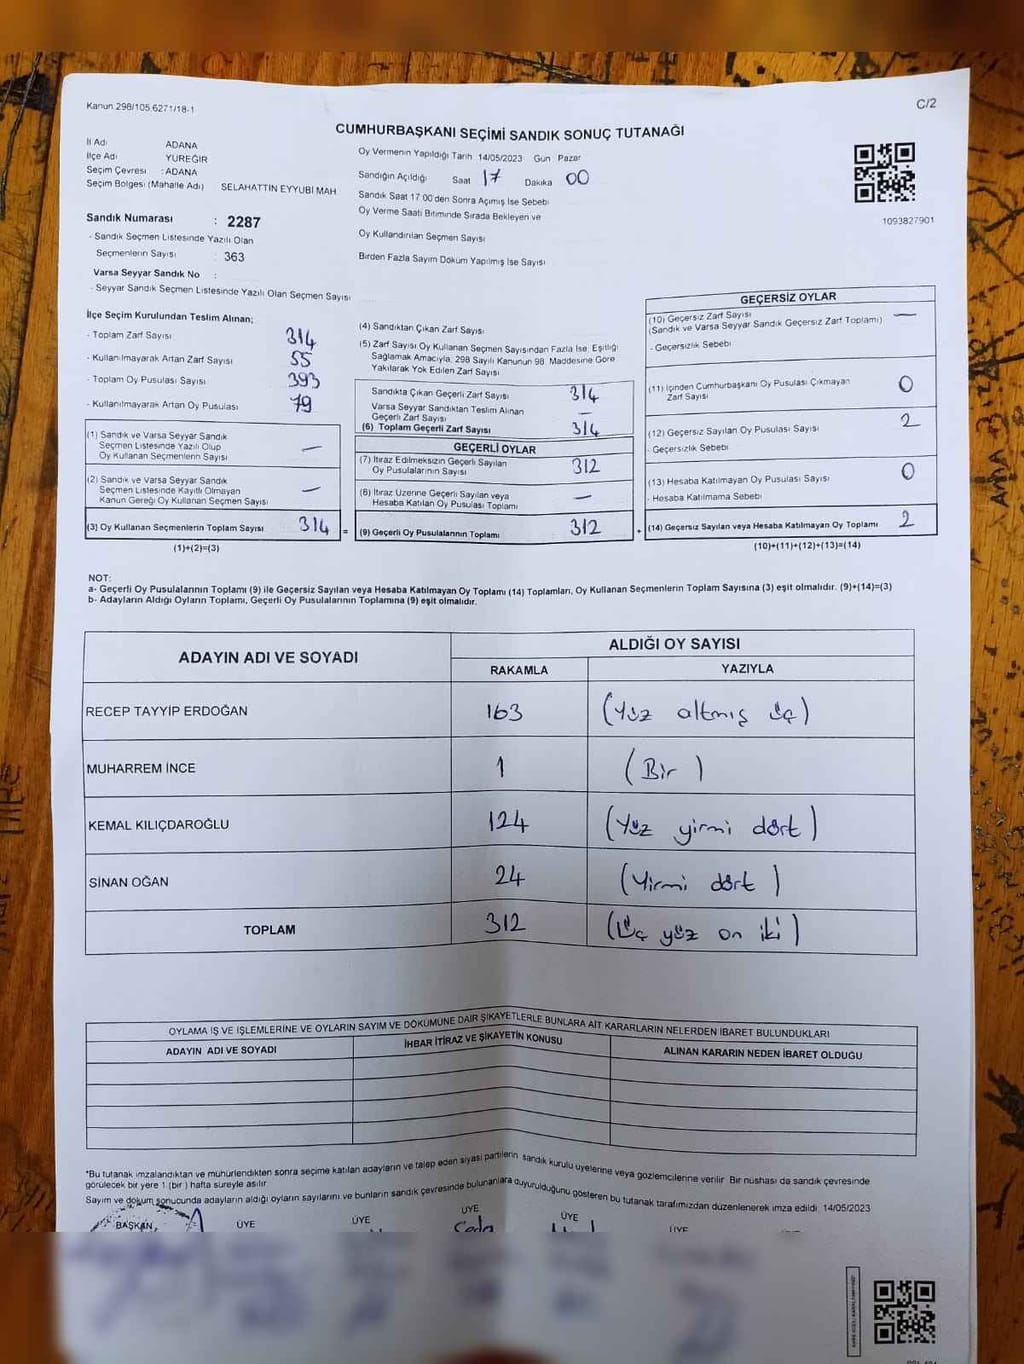 Kanun 298/105.6271/18-1
C/2
CUMHURBAŞKANI SEÇİMİ SANDIK SONUÇ TUTANAĞI
İl Adı ADANA
İlçe Adı YUREĞİR
Seçim Çevresi : ADANA
Seçim Bölgesi (Mahalle Adı) SELAHATTİN EYYUBİ MAH
Oy Vermenin Yapıldığı Tarih 14/05/2023 Gün Pazar
Sandığın Açıldığı Saat 17 Dakika 00
Sandık Saat 17 00'den Sonra Açımış İse Sebebi
Oy Verme Saati Bitiminde Sırada Bekleyen ve
Oy Kullandırılan Seçmen Sayısı
Birden Fazla Sayım Döküm Yapılmış İse Sayısı
1093827901
Sandık Numarası : 2287
- Sandık Seçmen Listesinde Yazılı Olan
Seçmenlerin Sayısı : 363
Varsa Seyyar Sandık No :
- Seyyar Sandık Seçmen Listesinde Yazılı Olan Seçmen Sayısı
İlçe Seçim Kurulundan Teslim Alınan;
- Toplam Zarf Sayısı 314
- Kullanılmayarak Artan Zarf Sayısı 55
- Toplam Oy Pusulası Sayısı 393
- Kullanılmayarak Artan Oy Pusulası 79
(1) Sandık ve Varsa Seyyar Sandık
Seçmen Listesinde Yazılı Olup
Oy Kullanan Seçmenlerin Sayısı —
(2) Sandık ve Varsa Seyyar Sandık
Seçmen Listesinde Kayıtlı Olmayan
Kanun Gereği Oy Kullanan Seçmen Sayısı —
(3) Oy Kullanan Seçmenlerin Toplam Sayısı 314 =
(1)+(2)=(3)
(4) Sandıktan Çıkan Zarf Sayısı
(5) Zarf Sayısı Oy Kullanan Seçmen Sayısından Fazla İse, Eşitliği
Sağlamak Amacıyla, 298 Sayılı Kanunun 98. Maddesine Göre
Yakılarak Yok Edilen Zarf Sayısı
Sandıkta Çıkan Geçerli Zarf Sayısı 314
Varsa Seyyar Sandıktan Teslim Alınan
Geçerli Zarf Sayısı —
(6) Toplam Geçerli Zarf Sayısı 314
GEÇERLİ OYLAR
(7) İtiraz Edilmeksizin Geçerli Sayılan
Oy Pusulalarının Sayısı 312
(8) İtiraz Üzerine Geçerli Sayılan veya
Hesaba Katılan Oy Pusulası Toplamı —
(9) Geçerli Oy Pusulalarının Toplamı 312 +
GEÇERSİZ OYLAR
(10) Geçersiz Zarf Sayısı —
(Sandık ve Varsa Seyyar Sandık Geçersiz Zarf Toplamı)
- Geçersizlik Sebebi
(11) İçinden Cumhurbaşkanı Oy Pusulası Çıkmayan
Zarf Sayısı 0
(12) Geçersiz Sayılan Oy Pusulası Sayısı 2
- Geçersizlik Sebebi
(13) Hesaba Katılmayan Oy Pusulası Sayısı 0
- Hesaba Katılmama Sebebi
(14) Geçersiz Sayılan veya Hesaba Katılmayan Oy Toplamı 2
(10)+(11)+(12)+(13)=(14)
NOT:
a- Geçerli Oy Pusulalarının Toplamı (9) ile Geçersiz Sayılan veya Hesaba Katılmayan Oy Toplamı (14) Toplamları, Oy Kullanan Seçmenlerin Toplam Sayısına (3) eşit olmalıdır. (9)+(14)=(3)
b- Adayların Aldığı Oyların Toplamı, Geçerli Oy Pusulalarının Toplamına (9) eşit olmalıdır.
ADAYIN ADI VE SOYADI ALDIĞI OY SAYISI
RAKAMLA YAZIYLA
RECEP TAYYİP ERDOĞAN 163 (Yüz altmış üç)
MUHARREM İNCE 1 (Bir)
KEMAL KILIÇDAROĞLU 124 (Yüz yirmi dört)
SİNAN OĞAN 24 (Yirmi dört)
TOPLAM 312 (Üç yüz on iki)
OYLAMA İŞ VE İŞLEMLERİNE VE OYLARIN SAYIM VE DÖKÜMÜNE DAİR ŞİKAYETLERLE BUNLARA AİT KARARLARIN NELERDEN İBARET BULUNDUKLARI
ADAYIN ADI VE SOYADI İHBAR İTİRAZ VE ŞİKAYETİN KONUSU ALINAN KARARIN NEDEN İBARET OLDUĞU
*Bu tutanak imzalandıktan ve mühürlendikten sonra seçime katılan adayların ve talep eden siyasi partilerin sandık kurulu üyelerine veya gözlemcilerine verilir Bir nüshası da sandık çevresinde
görülecek bir yere 1 (bir ) hafta süreyle asılır
Sayım ve döküm sonucunda adayların aldığı oyların sayılarını ve bunların sandık çevresinde bulunanlara duyurulduğunu gösteren bu tutanak tarafımızdan düzenlenerek imza edildi. 14/05/2023
BAŞKAN ÜYE ÜYE ÜYE ÜYE ÜYE